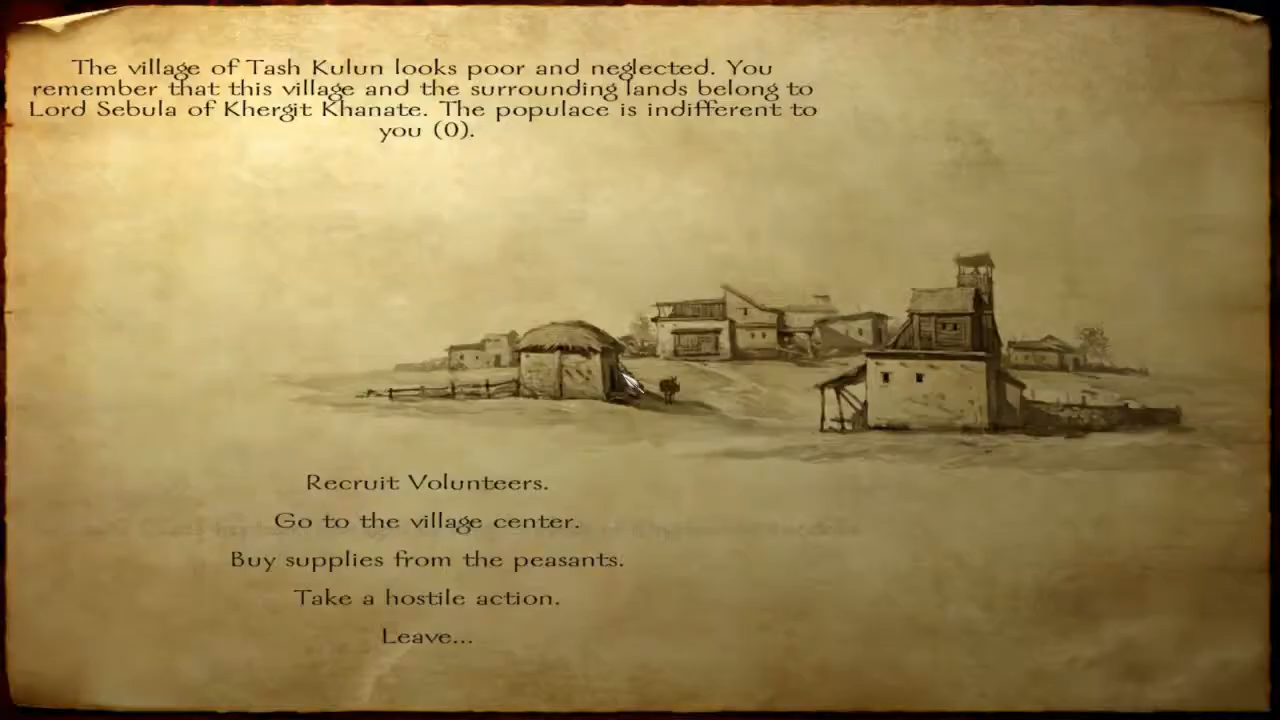 The village of Tash Kulun looks poor and neglected. You
remember that this village and the surrounding lands belong to
Lord Sebula of Khergit Khanate. The populace is indifferent to
you (0).
Recruit Volunteers.
Go to the village center.
Buy supplies from the peasants.
Take a hostile action.
Leave...